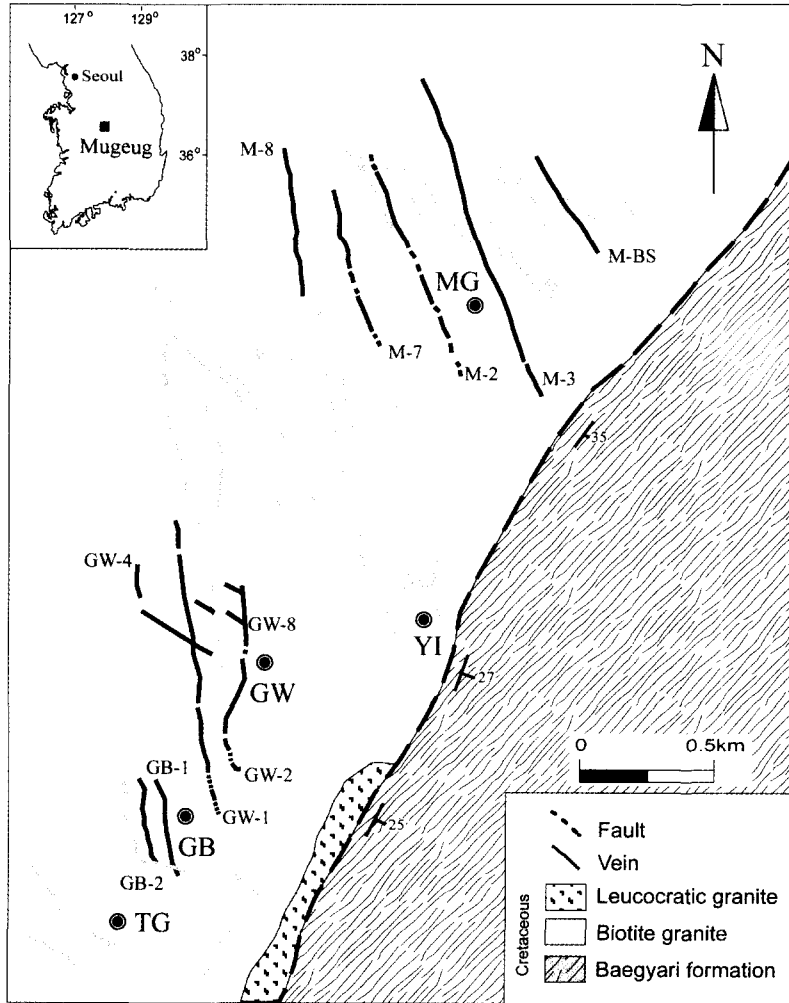 127° 129°
38°
Seoul
Mugeug
36°
N
M-8
M-BS
MG
M-7
M-2
M-3
35
GW-4
GW-8
YI
GW
27
0 0.5km
GW-2
GB-1
GW-1
GB
25
GB-2
TG
Fault
Vein
Cretaceous
Leucocratic granite
Biotite granite
Baegyari formation